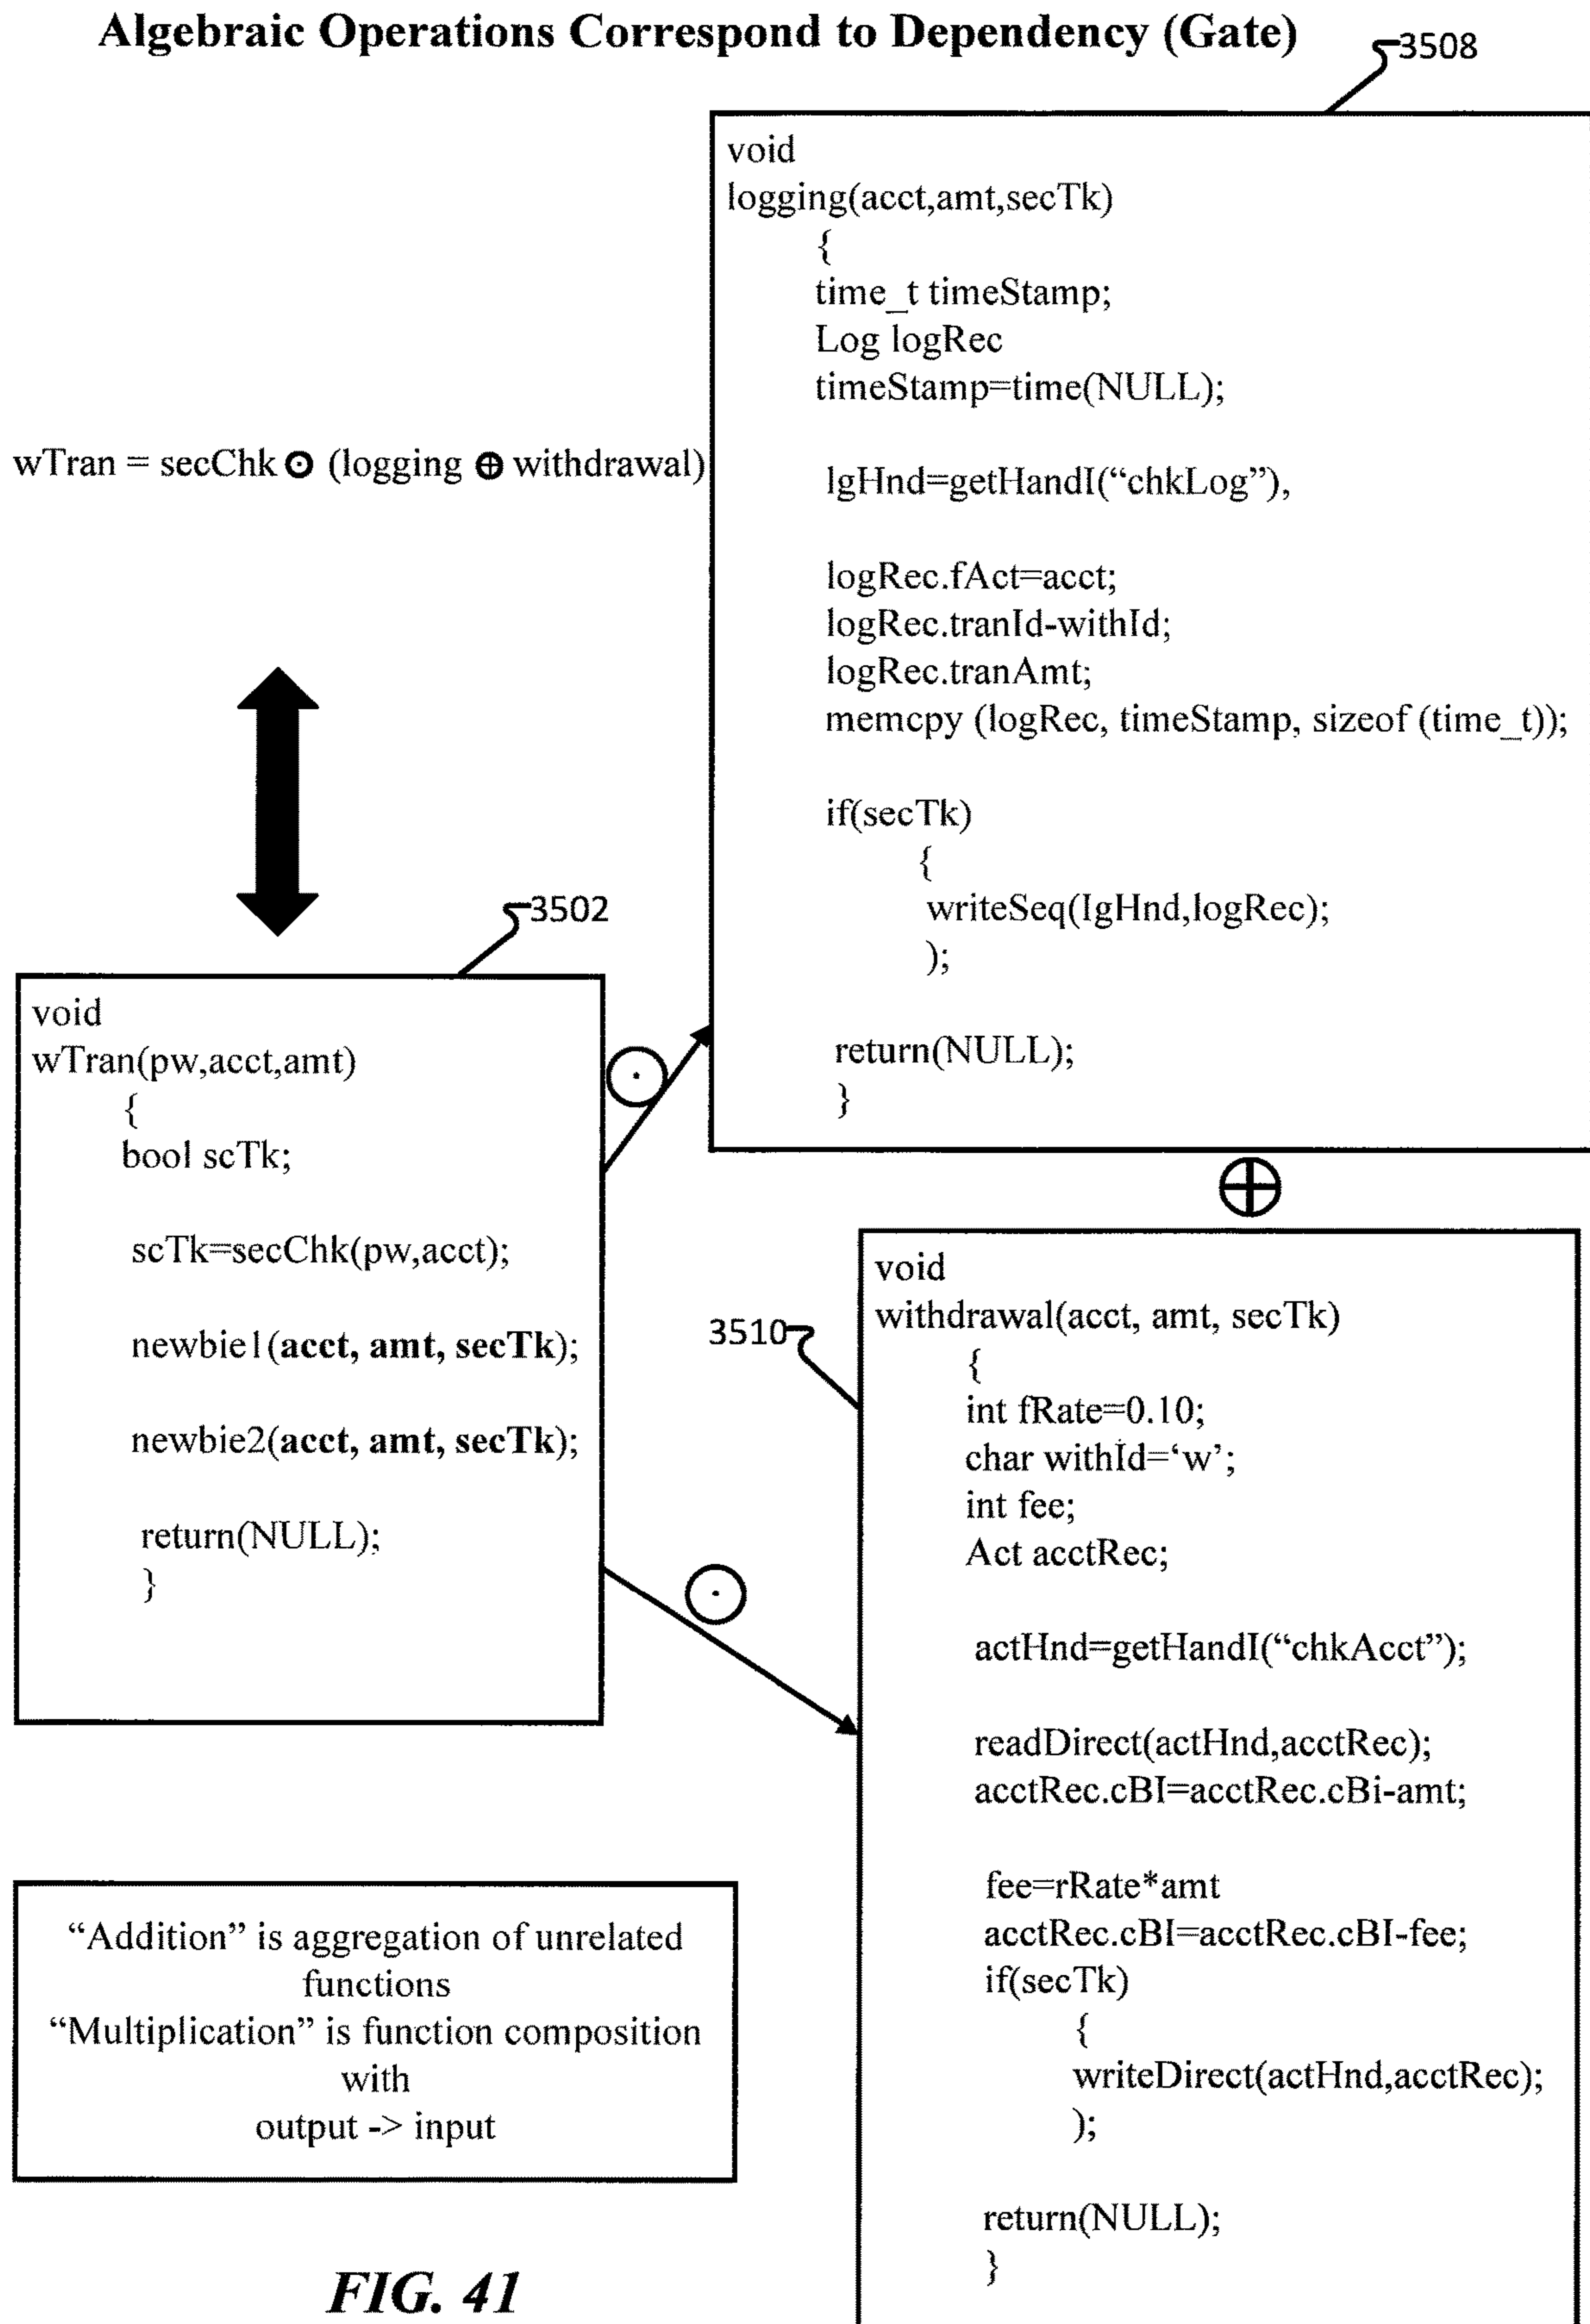 Algebraic Operations Correspond to Dependency (Gate)
3508
void
logging(acct,amt,secTk)
{
time_t timeStamp;
Log logRec
timeStamp=time(NULL);
lgHnd=getHandI(“chkLog”),
logRec.fAct=acct;
logRec.tranId-withId;
logRec.tranAmt;
memcpy (logRec, timeStamp, sizeof (time_t));
if(secTk)
{
writeSeq(IgHnd,logRec);
);
return(NULL);
}
wTran = secChk ⊙ (logging ⊕ withdrawal)
3502
void
wTran(pw,acct,amt)
{
bool scTk;
scTk=secChk(pw,acct);
newbie1(acct, amt, secTk);
newbie2(acct, amt, secTk);
return(NULL);
}
⊙
⊕
⊙
3510
void
withdrawal(acct, amt, secTk)
{
int fRate=0.10;
char withId=‘w’;
int fee;
Act acctRec;
actHnd=getHandI(“chkAcct”);
readDirect(actHnd,acctRec);
acctRec.cBI=acctRec.cBi-amt;
fee=rRate*amt
acctRec.cBI=acctRec.cBI-fee;
if(secTk)
{
writeDirect(actHnd,acctRec);
);
return(NULL);
}
“Addition” is aggregation of unrelated
functions
“Multiplication” is function composition
with
output -> input
FIG. 41